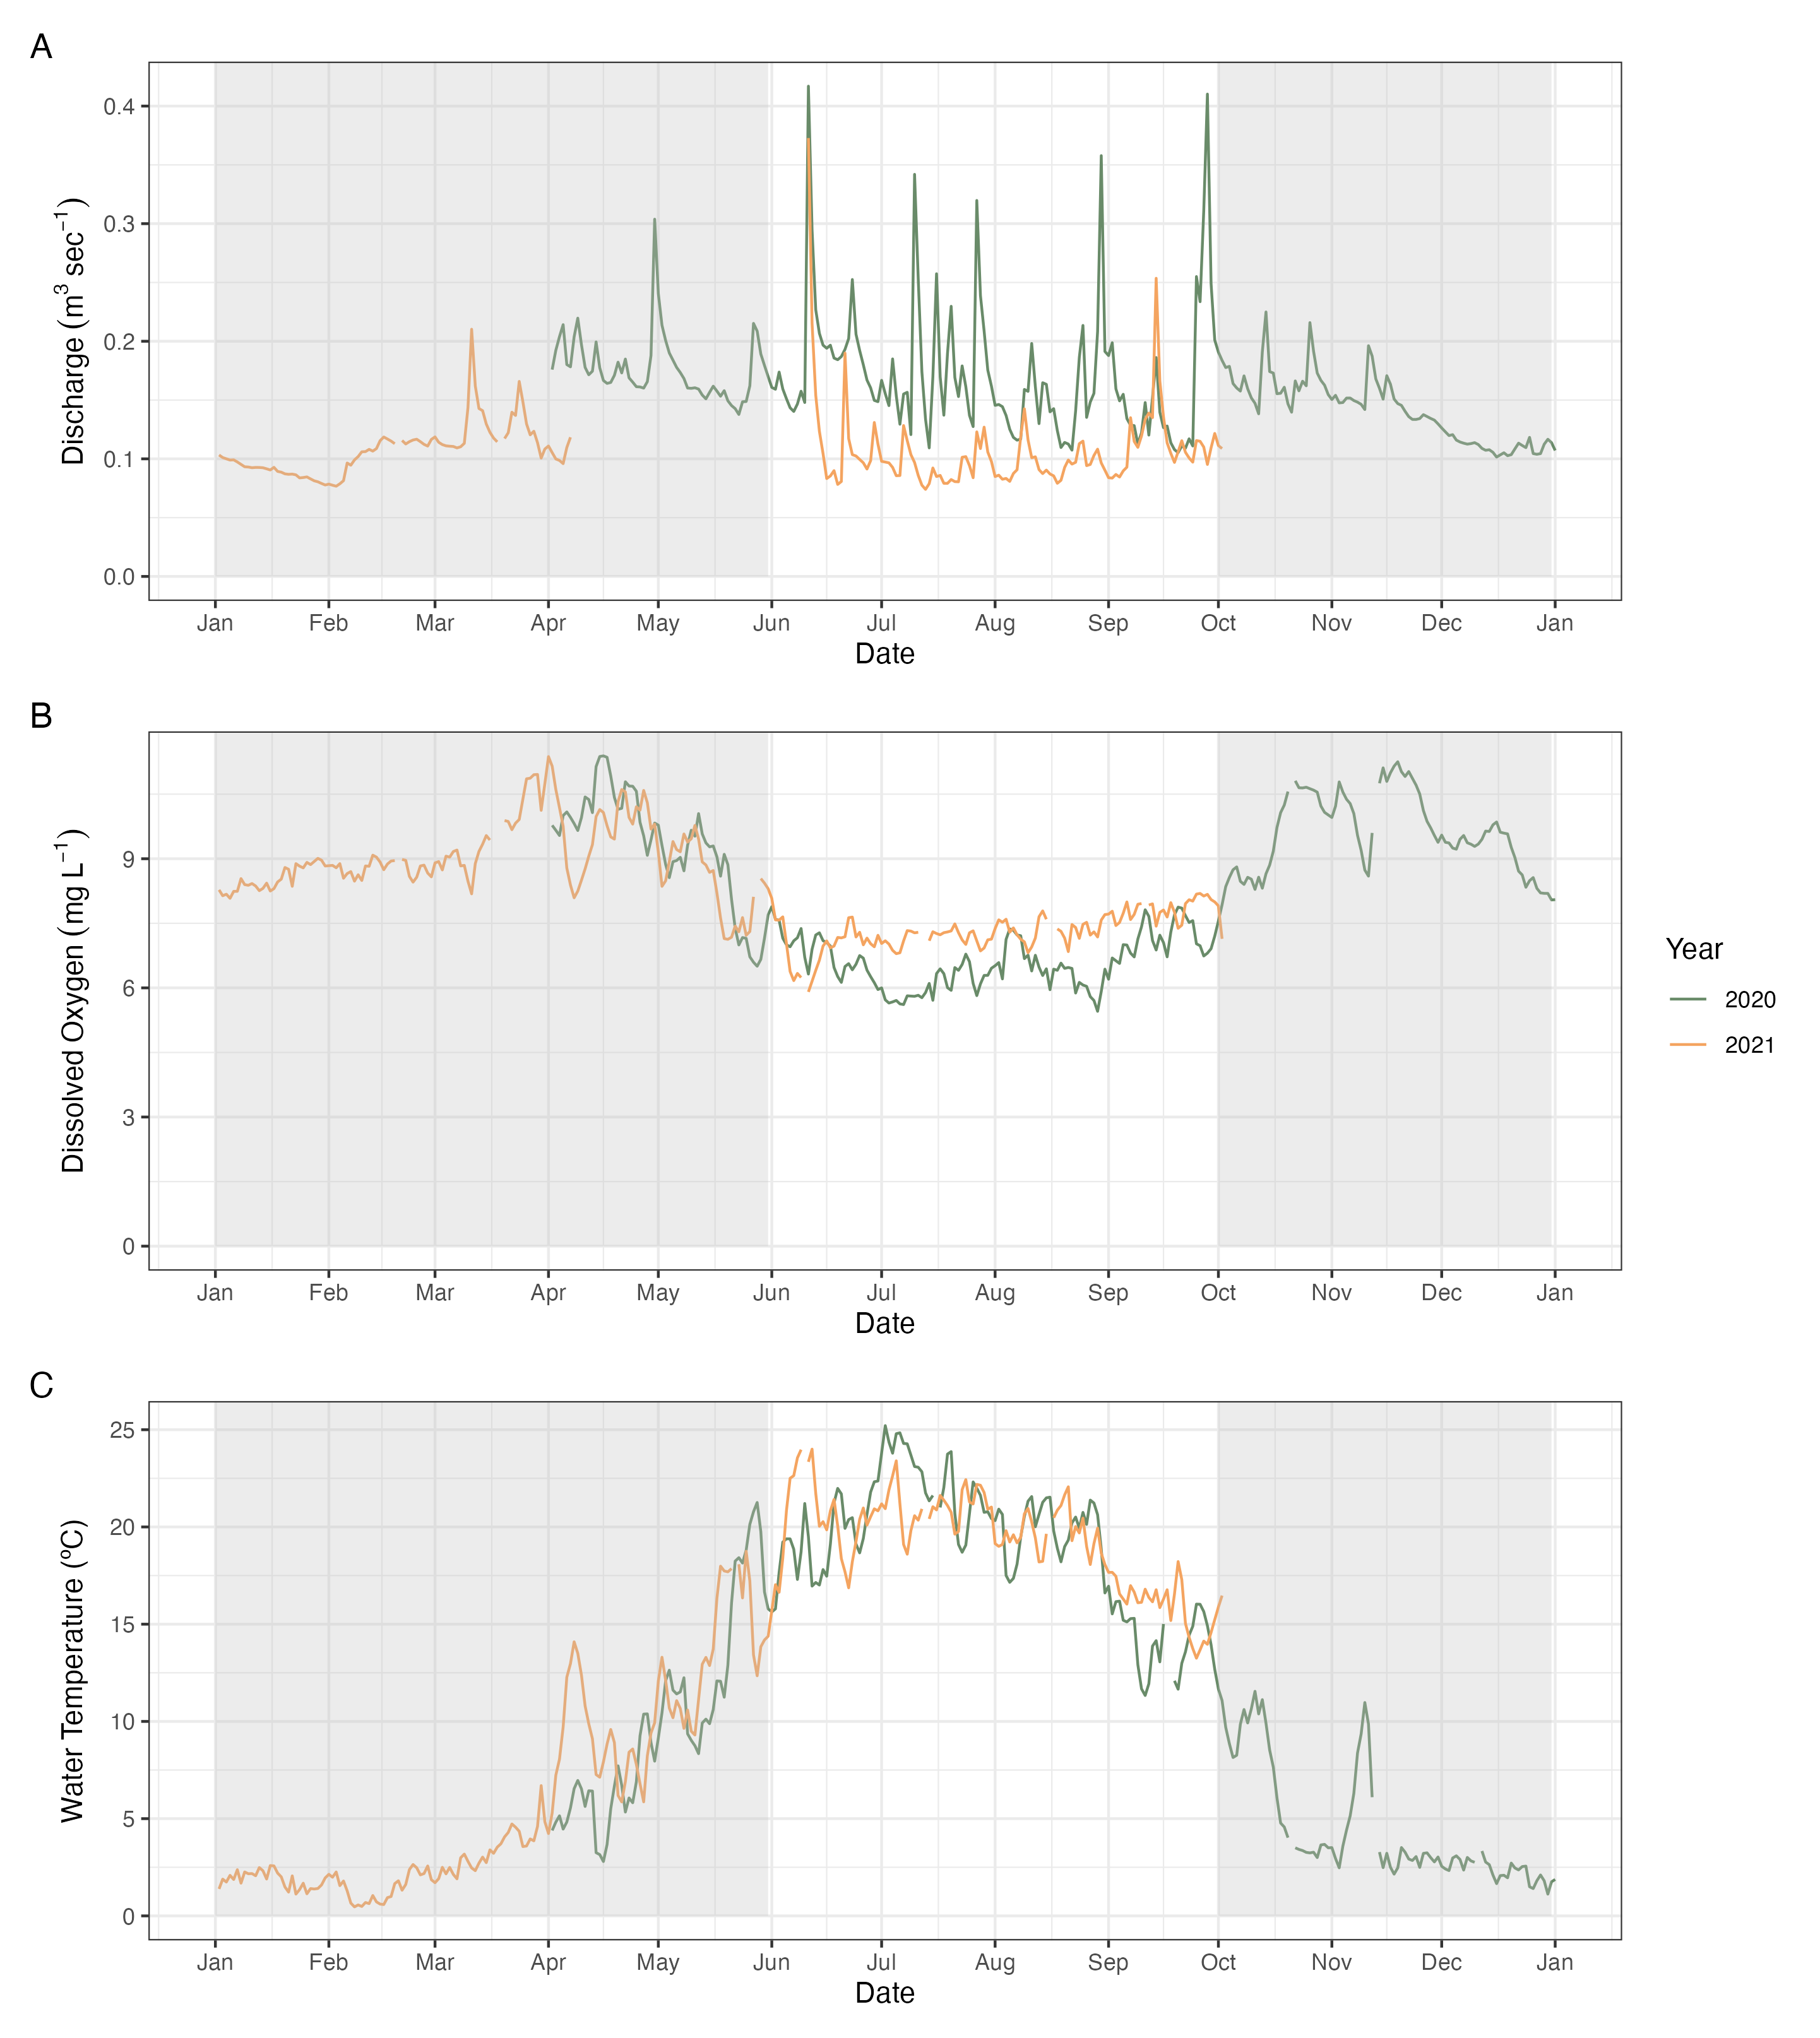 A
0.4
0.3
0.2
0.1
0.0
Discharge (m³ sec⁻¹)
Jan Feb Mar Apr May Jun Jul Aug Sep Oct Nov Dec Jan
Date
B
9
6
3
0
Dissolved Oxygen (mg L⁻¹)
Jan Feb Mar Apr May Jun Jul Aug Sep Oct Nov Dec Jan
Date
Year
2020
2021
C
25
20
15
10
5
0
Water Temperature (ºC)
Jan Feb Mar Apr May Jun Jul Aug Sep Oct Nov Dec Jan
Date